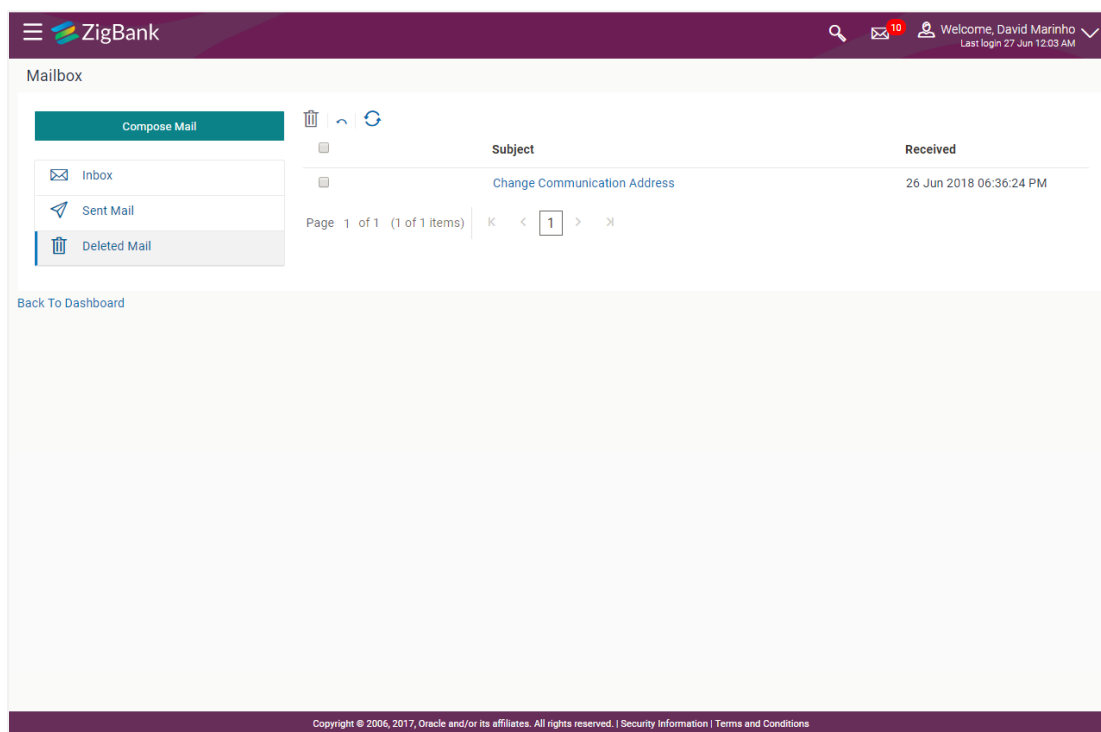 ZigBank
10
Welcome, David Marinho
Last login 27 Jun 12:03 AM
Mailbox
Compose Mail
Inbox
Sent Mail
Deleted Mail
Subject Received
Change Communication Address 26 Jun 2018 06:36:24 PM
Page 1 of 1 (1 of 1 items) 1
Back To Dashboard
Copyright © 2006, 2017, Oracle and/or its affiliates. All rights reserved. | Security Information | Terms and Conditions